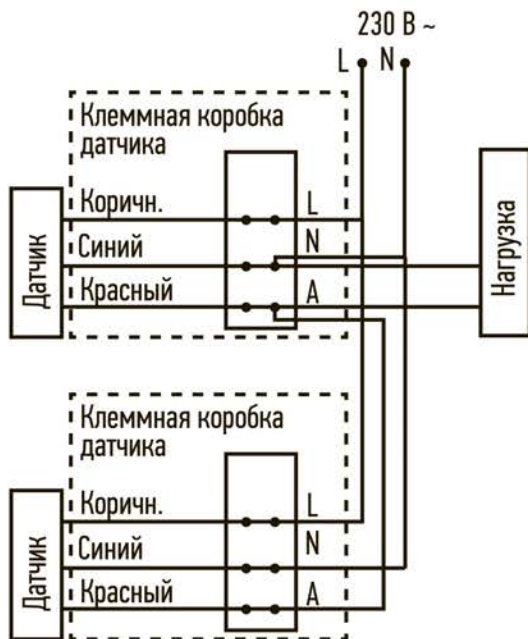 230 В ~
L N
Клеммная коробка
датчика
Датчик
Коричн.
L
Синий
N
Красный
A
Нагрузка
Клеммная коробка
датчика
Датчик
Коричн.
L
Синий
N
Красный
A